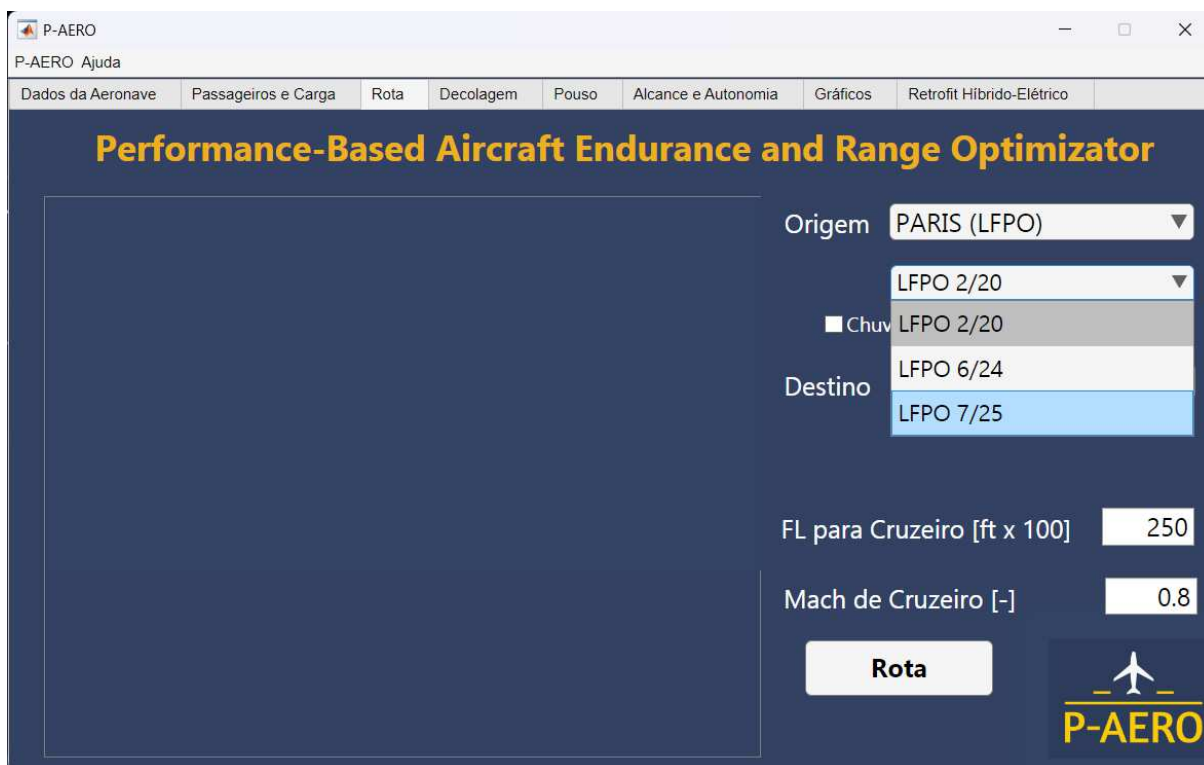 P-AERO
P-AERO Ajuda
Dados da Aeronave Passageiros e Carga Rota Decolagem Pouso Alcance e Autonomia Gráficos Retrofit Híbrido-Elétrico
Performance-Based Aircraft Endurance and Range Optimizator
Origem PARIS (LFPO)
LFPO 2/20
Chuv LFPO 2/20
LFPO 6/24
Destino
LFPO 7/25
FL para Cruzeiro [ft x 100] 250
Mach de Cruzeiro [-] 0.8
Rota
P-AERO